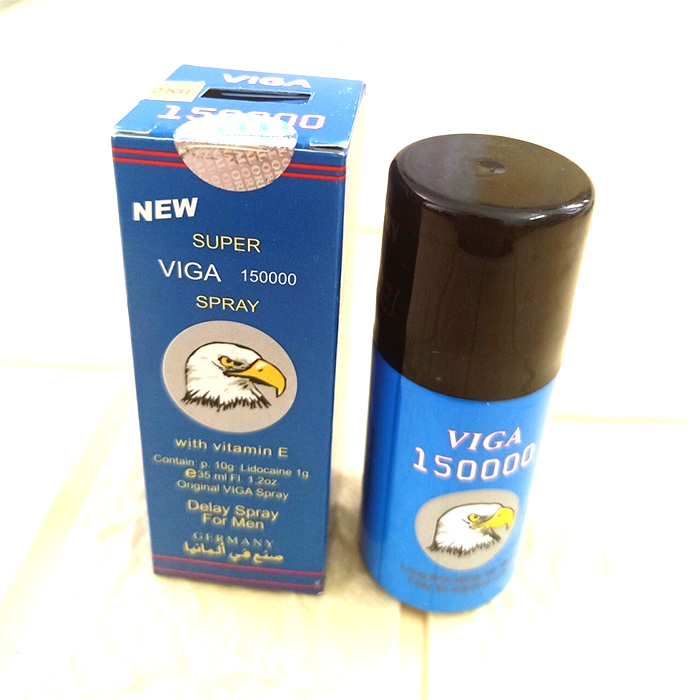 VIGA
150000
NEW
SUPER
VIGA 150000
SPRAY
with vitamin E
Contain: p. 10g: Lidocaine 1g
e35 ml Fl. 1.2oz
Original VIGA Spray
Delay Spray
For Men
GERMANY
صنع في ألمانيا
VIGA
150000